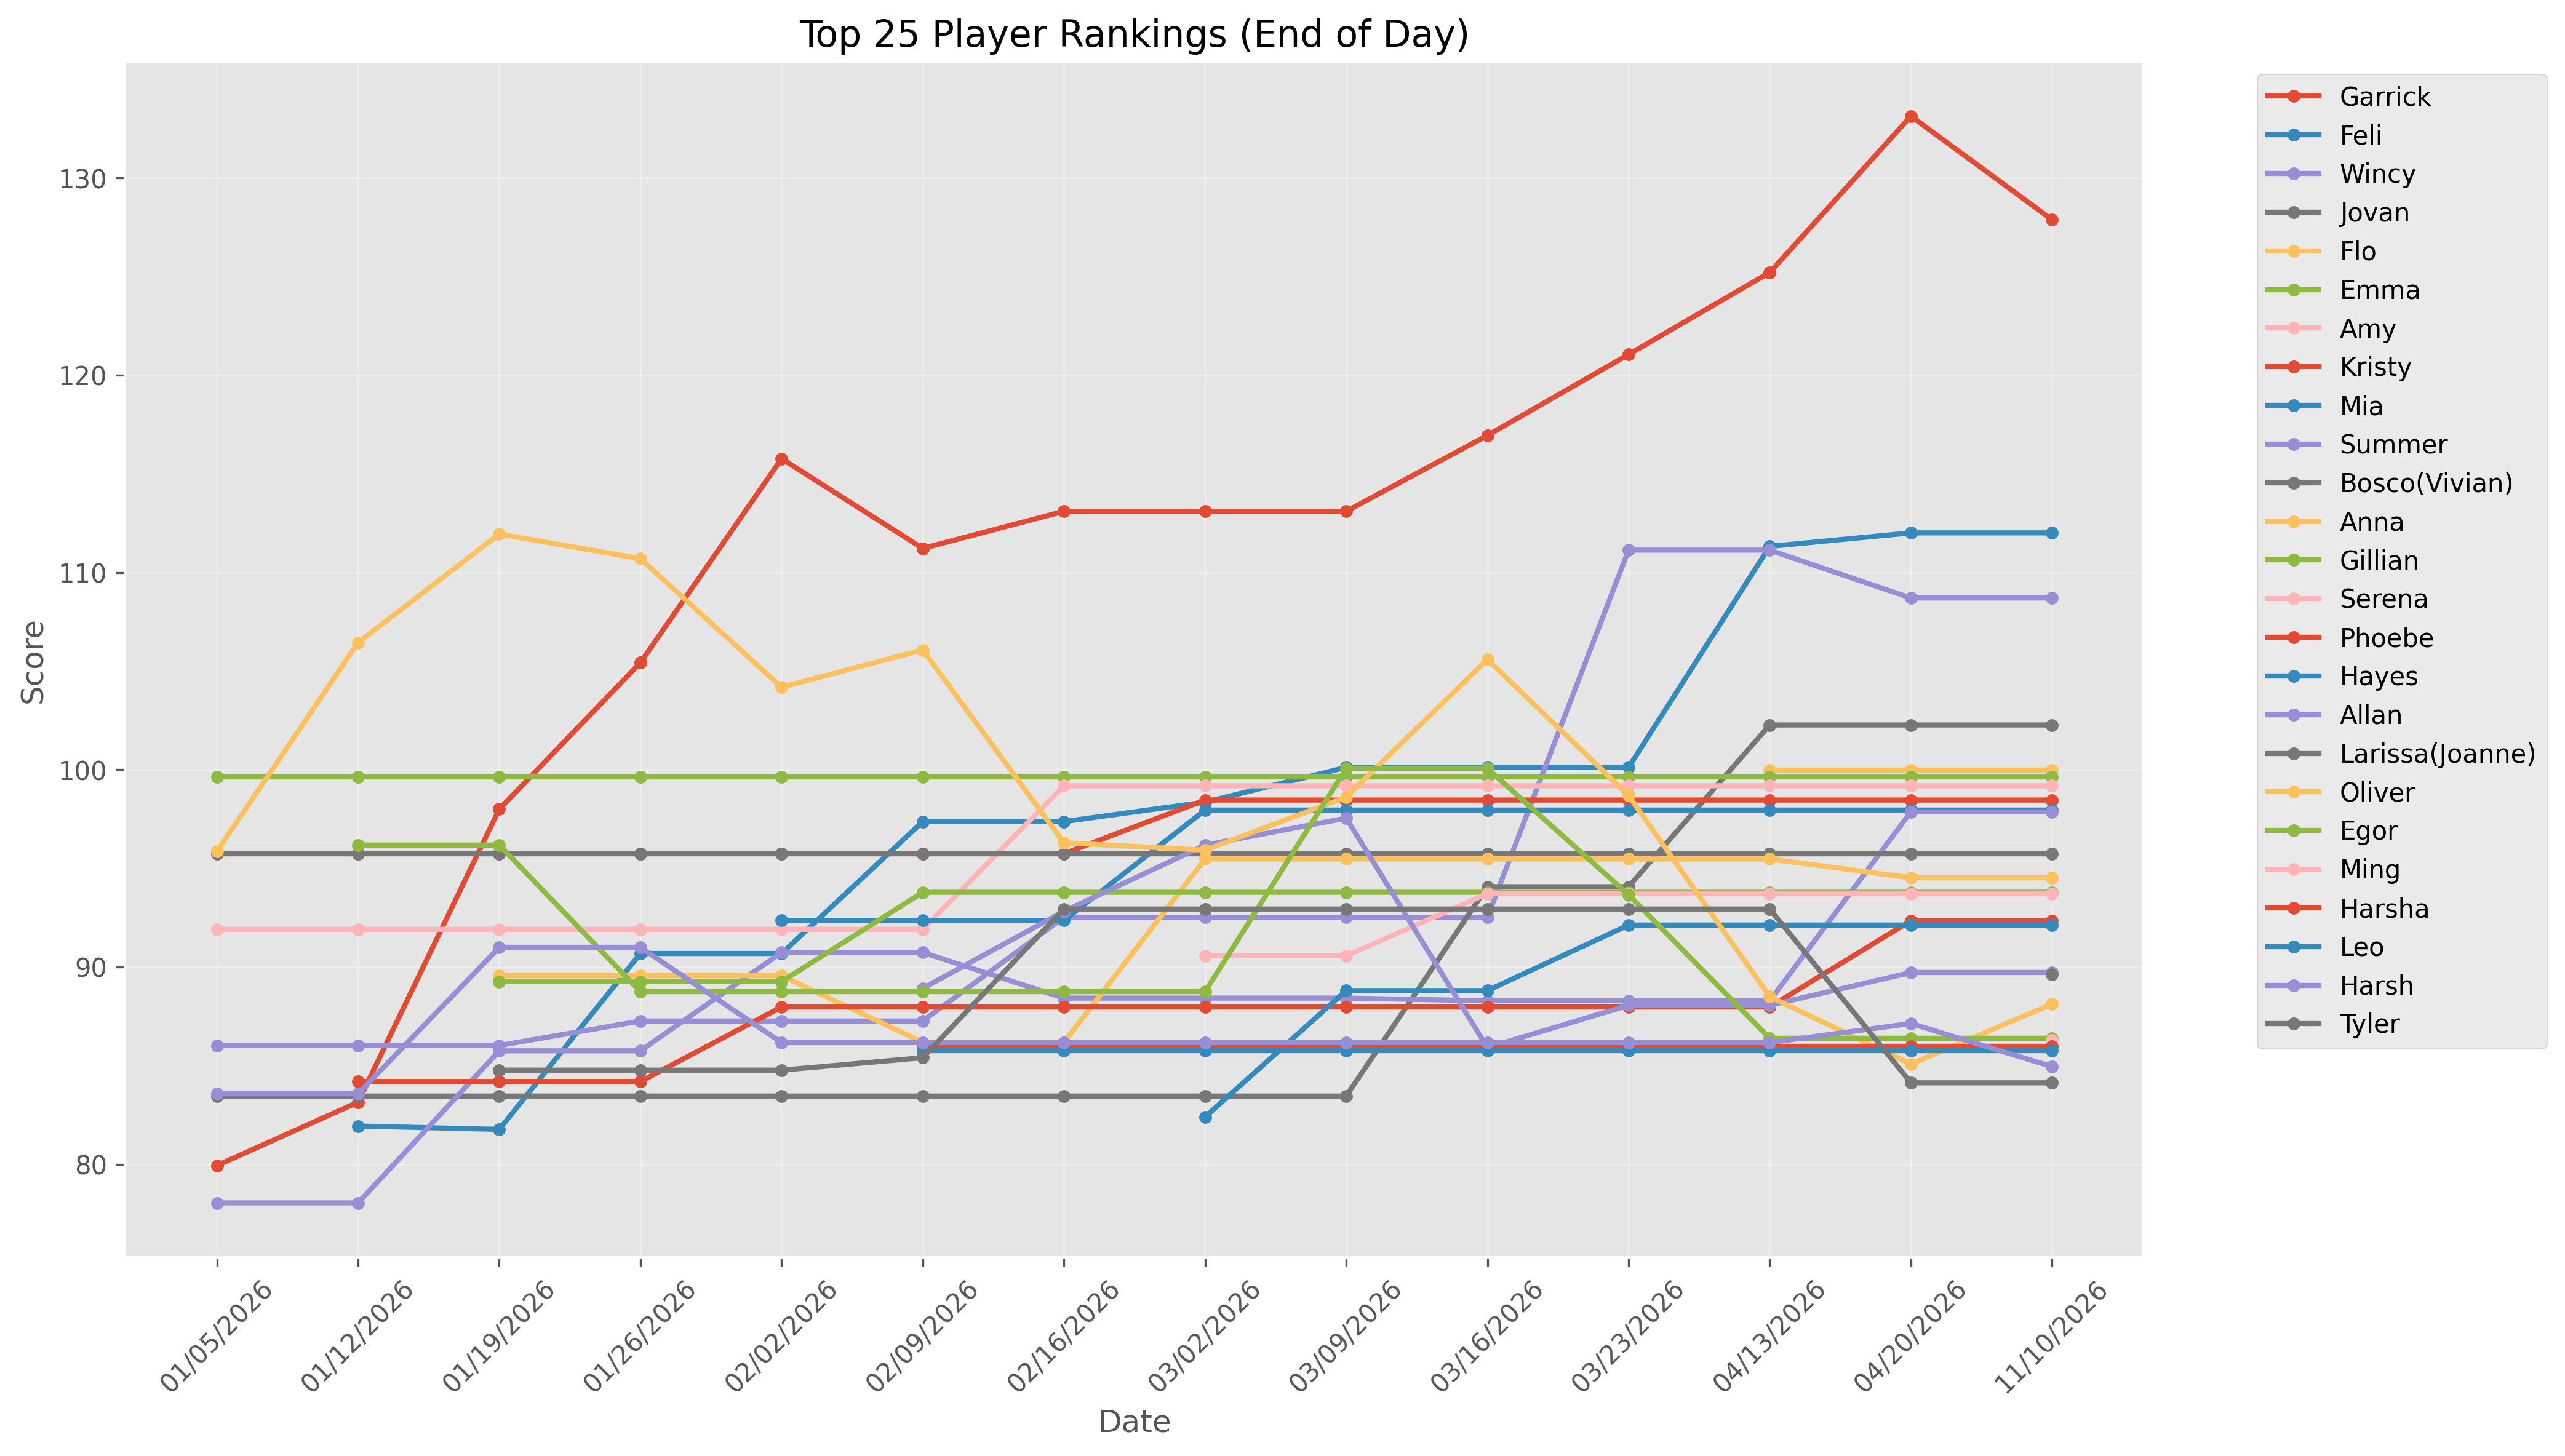 Top 25 Player Rankings (End of Day)
Score
130
120
110
100
90
80
01/05/2026
01/12/2026
01/19/2026
01/26/2026
02/02/2026
02/09/2026
02/16/2026
03/02/2026
03/09/2026
03/16/2026
03/23/2026
04/13/2026
04/20/2026
11/10/2026
Date
Garrick
Feli
Wincy
Jovan
Flo
Emma
Amy
Kristy
Mia
Summer
Bosco(Vivian)
Anna
Gillian
Serena
Phoebe
Hayes
Allan
Larissa(Joanne)
Oliver
Egor
Ming
Harsha
Leo
Harsh
Tyler